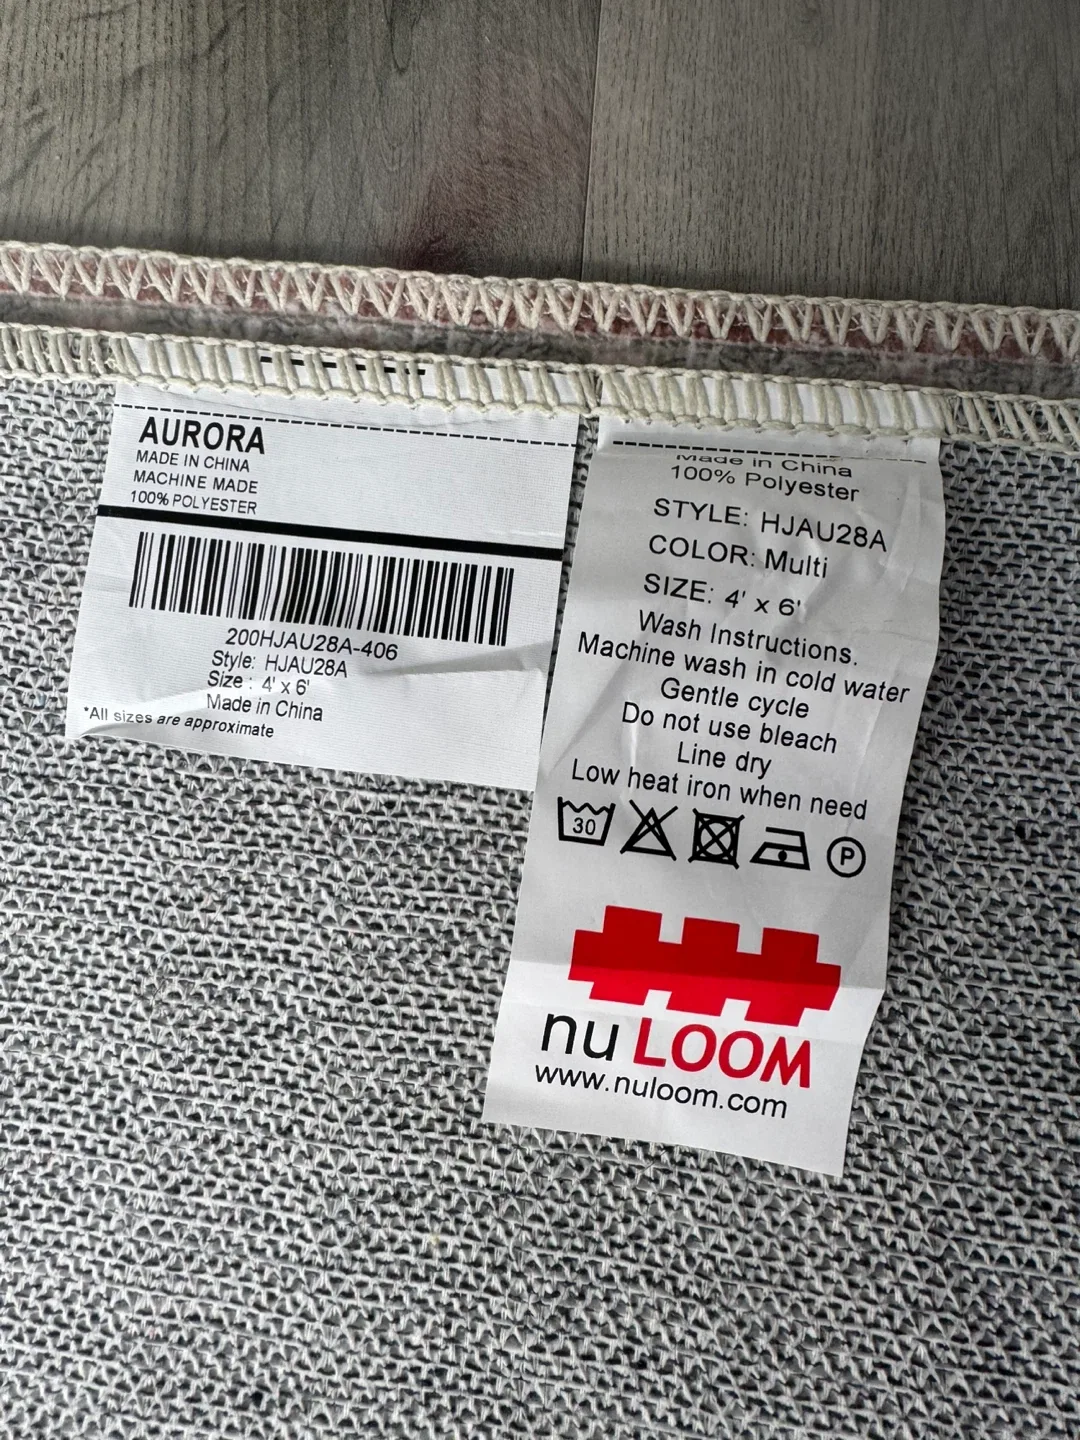 AURORA
MADE IN CHINA
MACHINE MADE
100% POLYESTER
200HJAU28A-406
Style: HJAU28A
Size : 4' x 6'
Made in China
*All sizes are approximate
Made in China
100% Polyester
STYLE: HJAU28A
COLOR: Multi
SIZE: 4' x 6'
Wash Instructions.
Machine wash in cold water
Gentle cycle
Do not use bleach
Line dry
Low heat iron when need
30
P
nuLOOM
www.nuloom.com